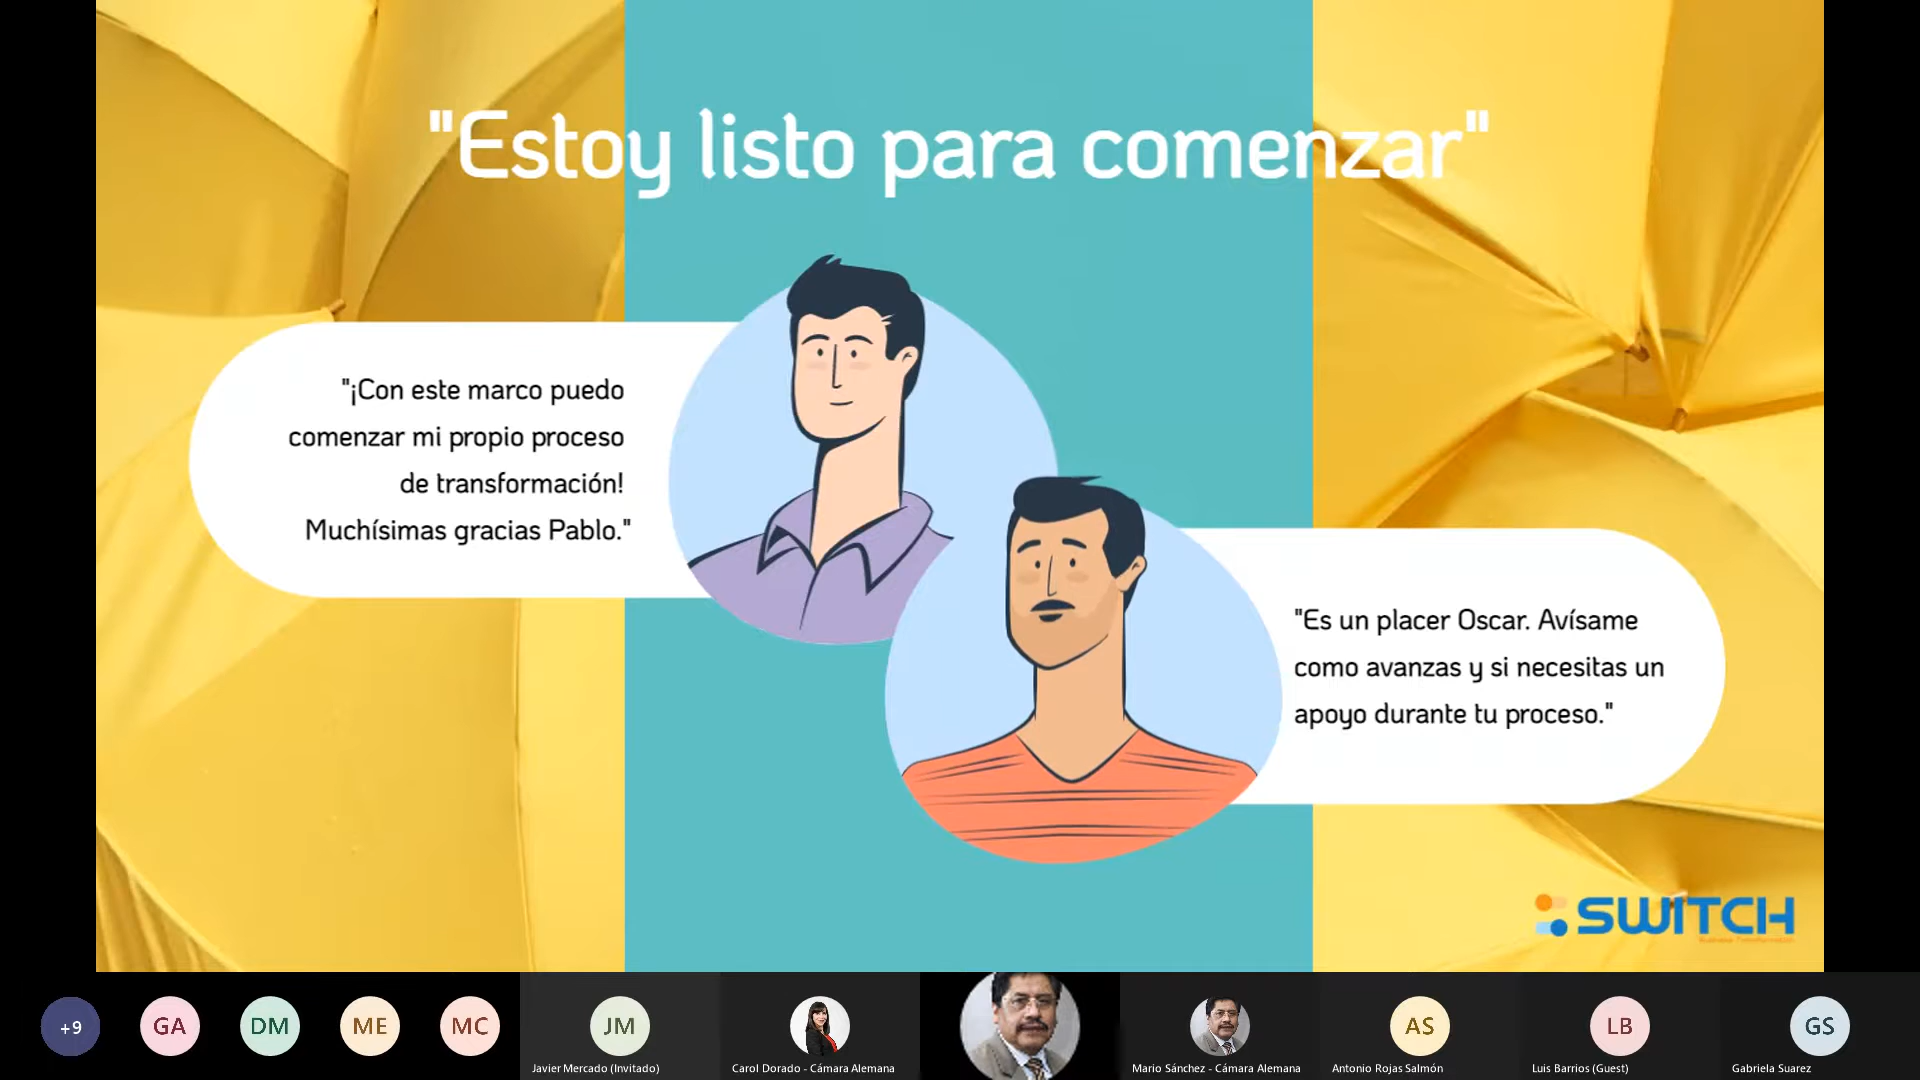 "Estoy listo para comenzar"
"¡Con este marco puedo
comenzar mi propio proceso
de transformación!
Muchísimas gracias Pablo."
"Es un placer Oscar. Avísame
como avanzas y si necesitas un
apoyo durante tu proceso."
SWITCH
+9
GA
DM
ME
MC
JM
AS
LB
GS
Javier Mercado (Invitado)
Carol Dorado - Cámara Alemana
Mario Sánchez - Cámara Alemana
Antonio Rojas Salmón
Luis Barrios (Guest)
Gabriela Suarez